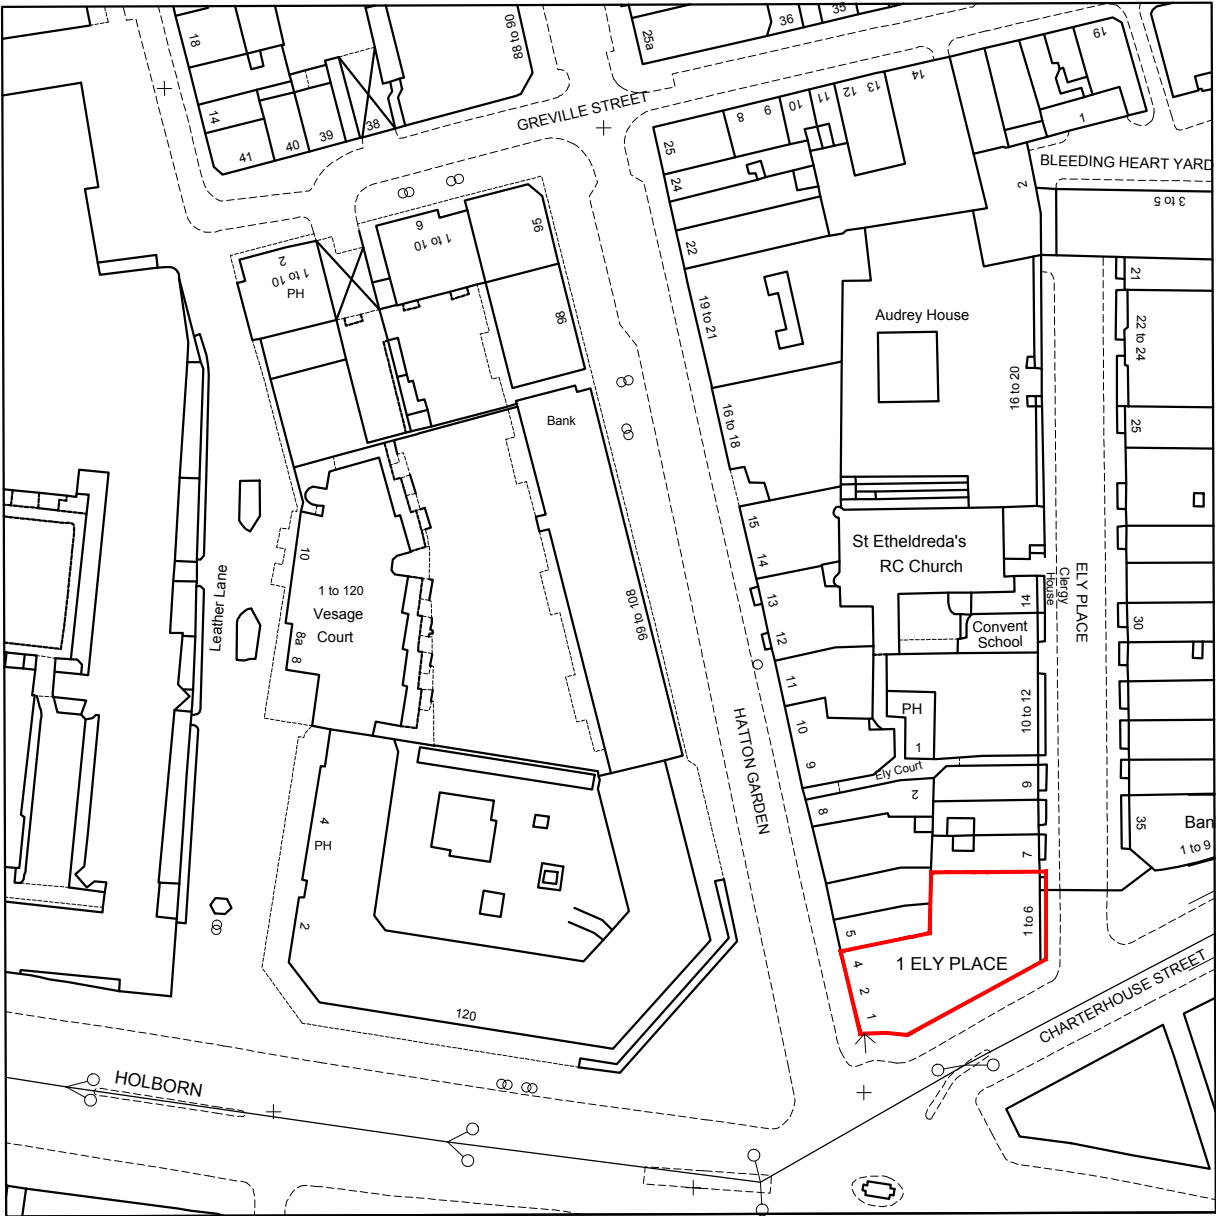 18
88 to 90
25a
36
35
19
14
41
40
39
38
GREVILLE STREET
25
8
9
10
11
12
13
14
1
BLEEDING HEART YARD
24
2
3 to 5
22
6
1 to 10
95
2
1 to 10
PH
98
19 to 21
Audrey House
21
22 to 24
16 to 20
16 to 18
Bank
25
15
14
St Etheldreda's
RC Church
10
1 to 120
Vesage
Court
Leather Lane
8a
8
99 to 108
13
12
11
14
Clergy
House
ELY PLACE
Convent
School
30
10
9
PH
1
10 to 12
HATTON GARDEN
Ely Court
2
9
8
7
35
Ban
1 to 9
4
PH
2
5
4
2
1
1 to 6
1 ELY PLACE
120
CHARTERHOUSE STREET
HOLBORN